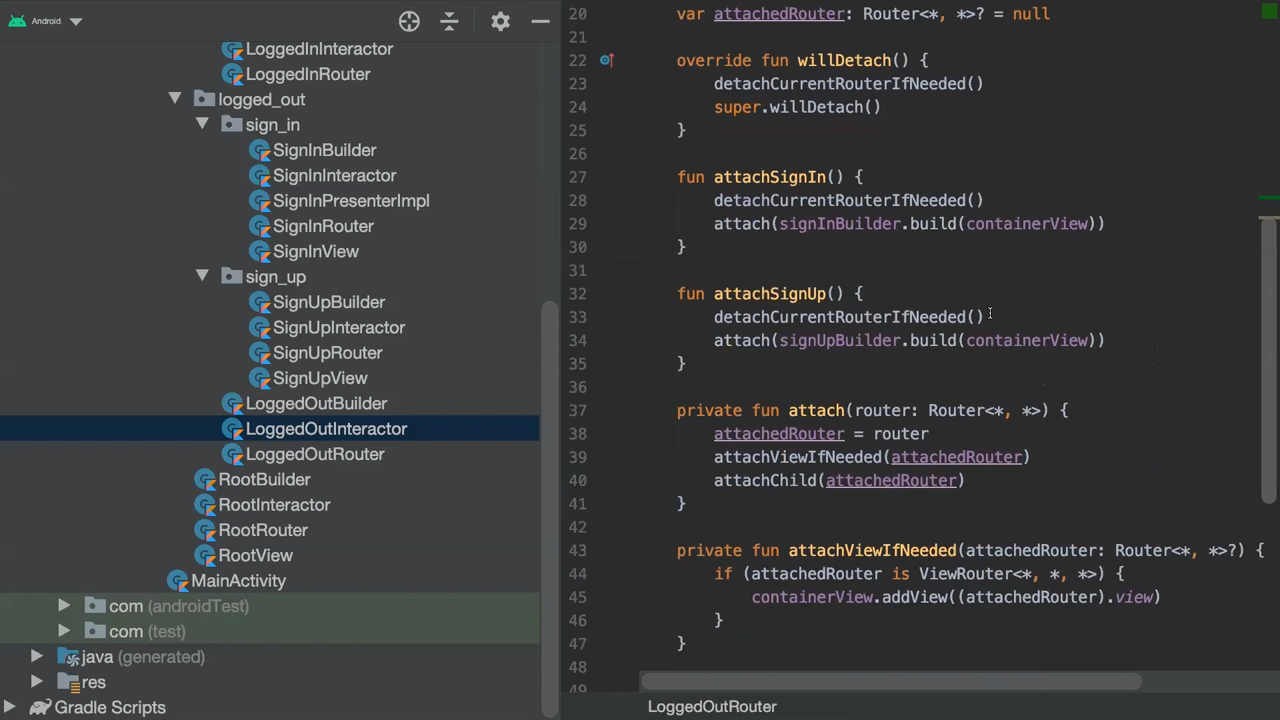 Android
LoggedInInteractor
LoggedInRouter
logged_out
sign_in
SignInBuilder
SignInInteractor
SignInPresenterImpl
SignInRouter
SignInView
sign_up
SignUpBuilder
SignUpInteractor
SignUpRouter
SignUpView
LoggedOutBuilder
LoggedOutInteractor
LoggedOutRouter
RootBuilder
RootInteractor
RootRouter
RootView
MainActivity
com (androidTest)
com (test)
java (generated)
res
Gradle Scripts
20 var attachedRouter: Router<*, *>? = null
21
22 override fun willDetach() {
23 detachCurrentRouterIfNeeded()
24 super.willDetach()
25 }
26
27 fun attachSignIn() {
28 detachCurrentRouterIfNeeded()
29 attach(signInBuilder.build(containerView))
30 }
31
32 fun attachSignUp() {
33 detachCurrentRouterIfNeeded()
34 attach(signUpBuilder.build(containerView))
35 }
36
37 private fun attach(router: Router<*, *>) {
38 attachedRouter = router
39 attachViewIfNeeded(attachedRouter)
40 attachChild(attachedRouter)
41 }
42
43 private fun attachViewIfNeeded(attachedRouter: Router<*, *>?) {
44 if (attachedRouter is ViewRouter<*, *, *>) {
45 containerView.addView((attachedRouter).view)
46 }
47 }
48
49
LoggedOutRouter